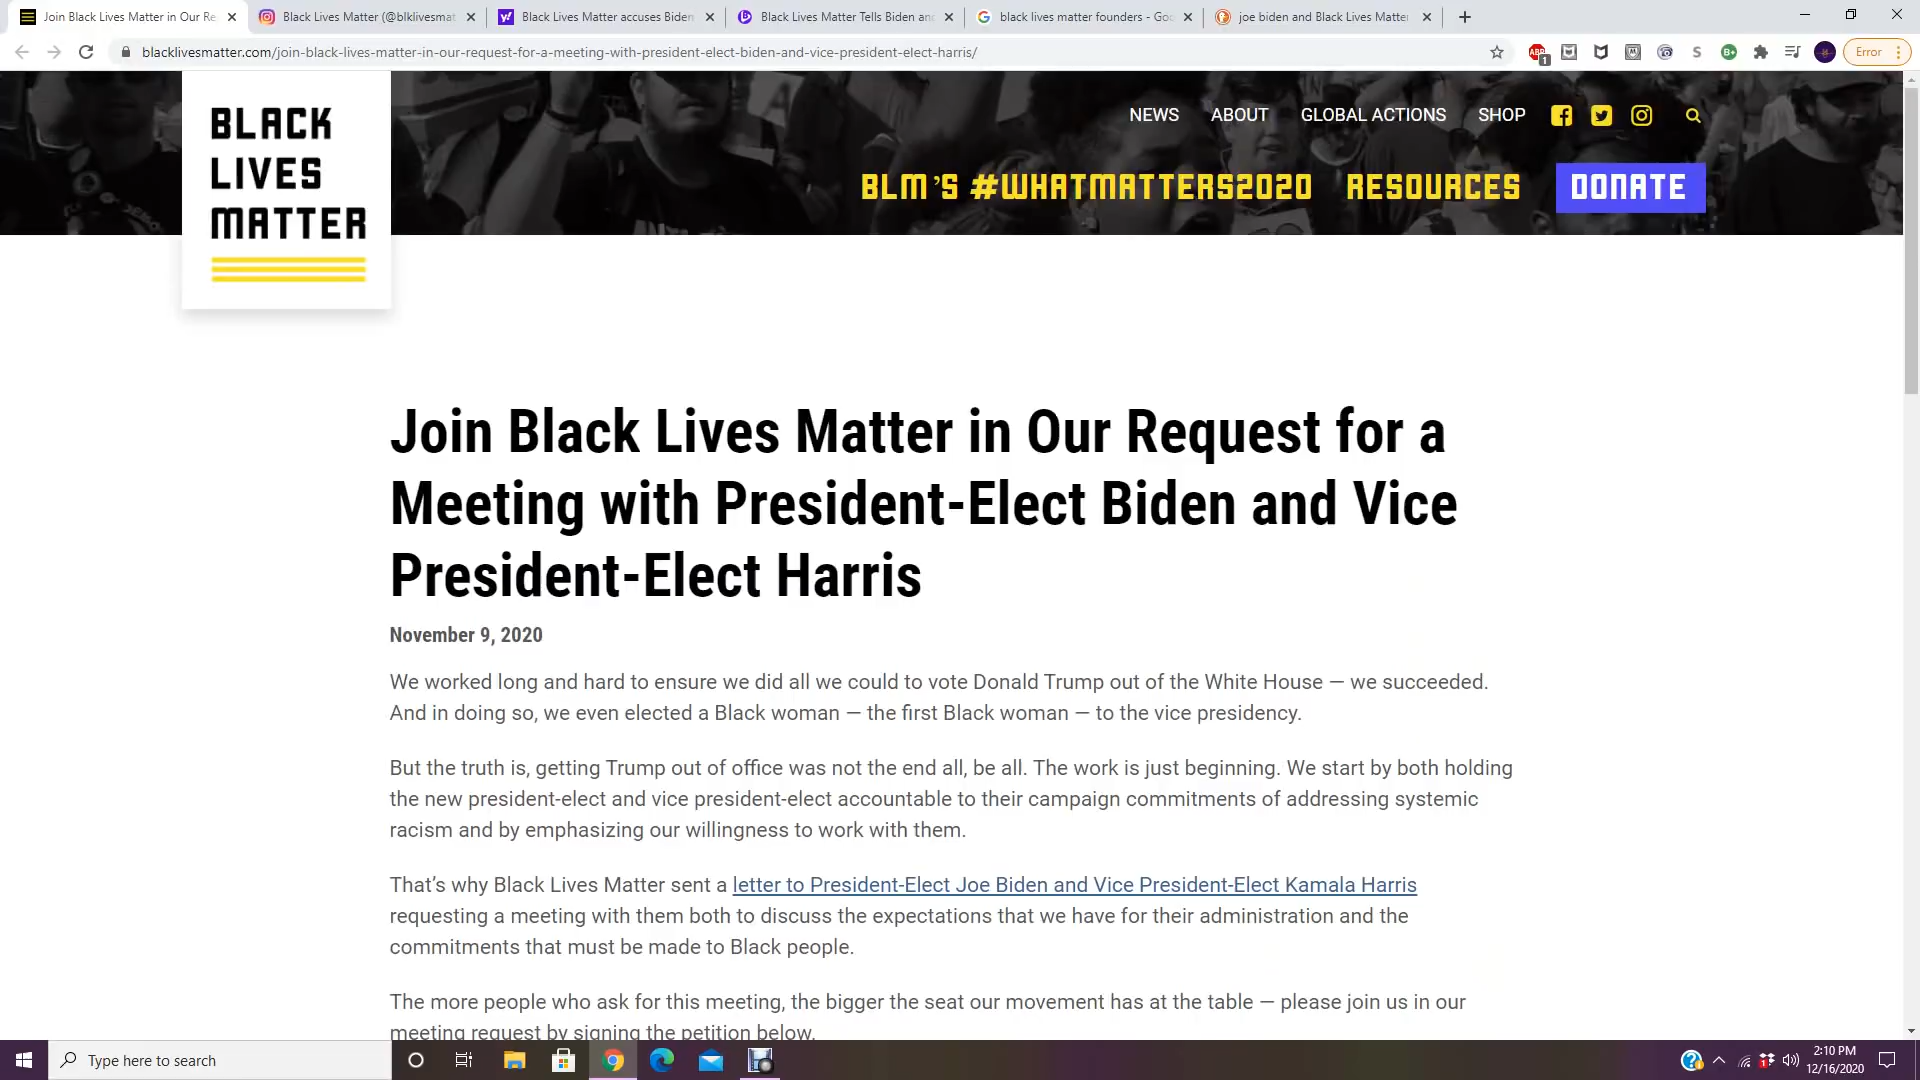 Join Black Lives Matter in Our Re
Black Lives Matter (@blklivesmat
Black Lives Matter accuses Biden
Black Lives Matter Tells Biden and
black lives matter founders - Goo
joe biden and Black Lives Matter
blacklivesmatter.com/join-black-lives-matter-in-our-request-for-a-meeting-with-president-elect-biden-and-vice-president-elect-harris/
ABP
1
S
B+
Error
BLACK
LIVES
MATTER
NEWS
ABOUT
GLOBAL ACTIONS
SHOP
BLM'S #WHATMATTERS2020
RESOURCES
DONATE
Join Black Lives Matter in Our Request for a
Meeting with President-Elect Biden and Vice
President-Elect Harris
November 9, 2020
We worked long and hard to ensure we did all we could to vote Donald Trump out of the White House — we succeeded.
And in doing so, we even elected a Black woman — the first Black woman — to the vice presidency.
But the truth is, getting Trump out of office was not the end all, be all. The work is just beginning. We start by both holding
the new president-elect and vice president-elect accountable to their campaign commitments of addressing systemic
racism and by emphasizing our willingness to work with them.
That’s why Black Lives Matter sent a letter to President-Elect Joe Biden and Vice President-Elect Kamala Harris
requesting a meeting with them both to discuss the expectations that we have for their administration and the
commitments that must be made to Black people.
The more people who ask for this meeting, the bigger the seat our movement has at the table — please join us in our
meeting request by signing the petition below.
Type here to search
2:10 PM
12/16/2020